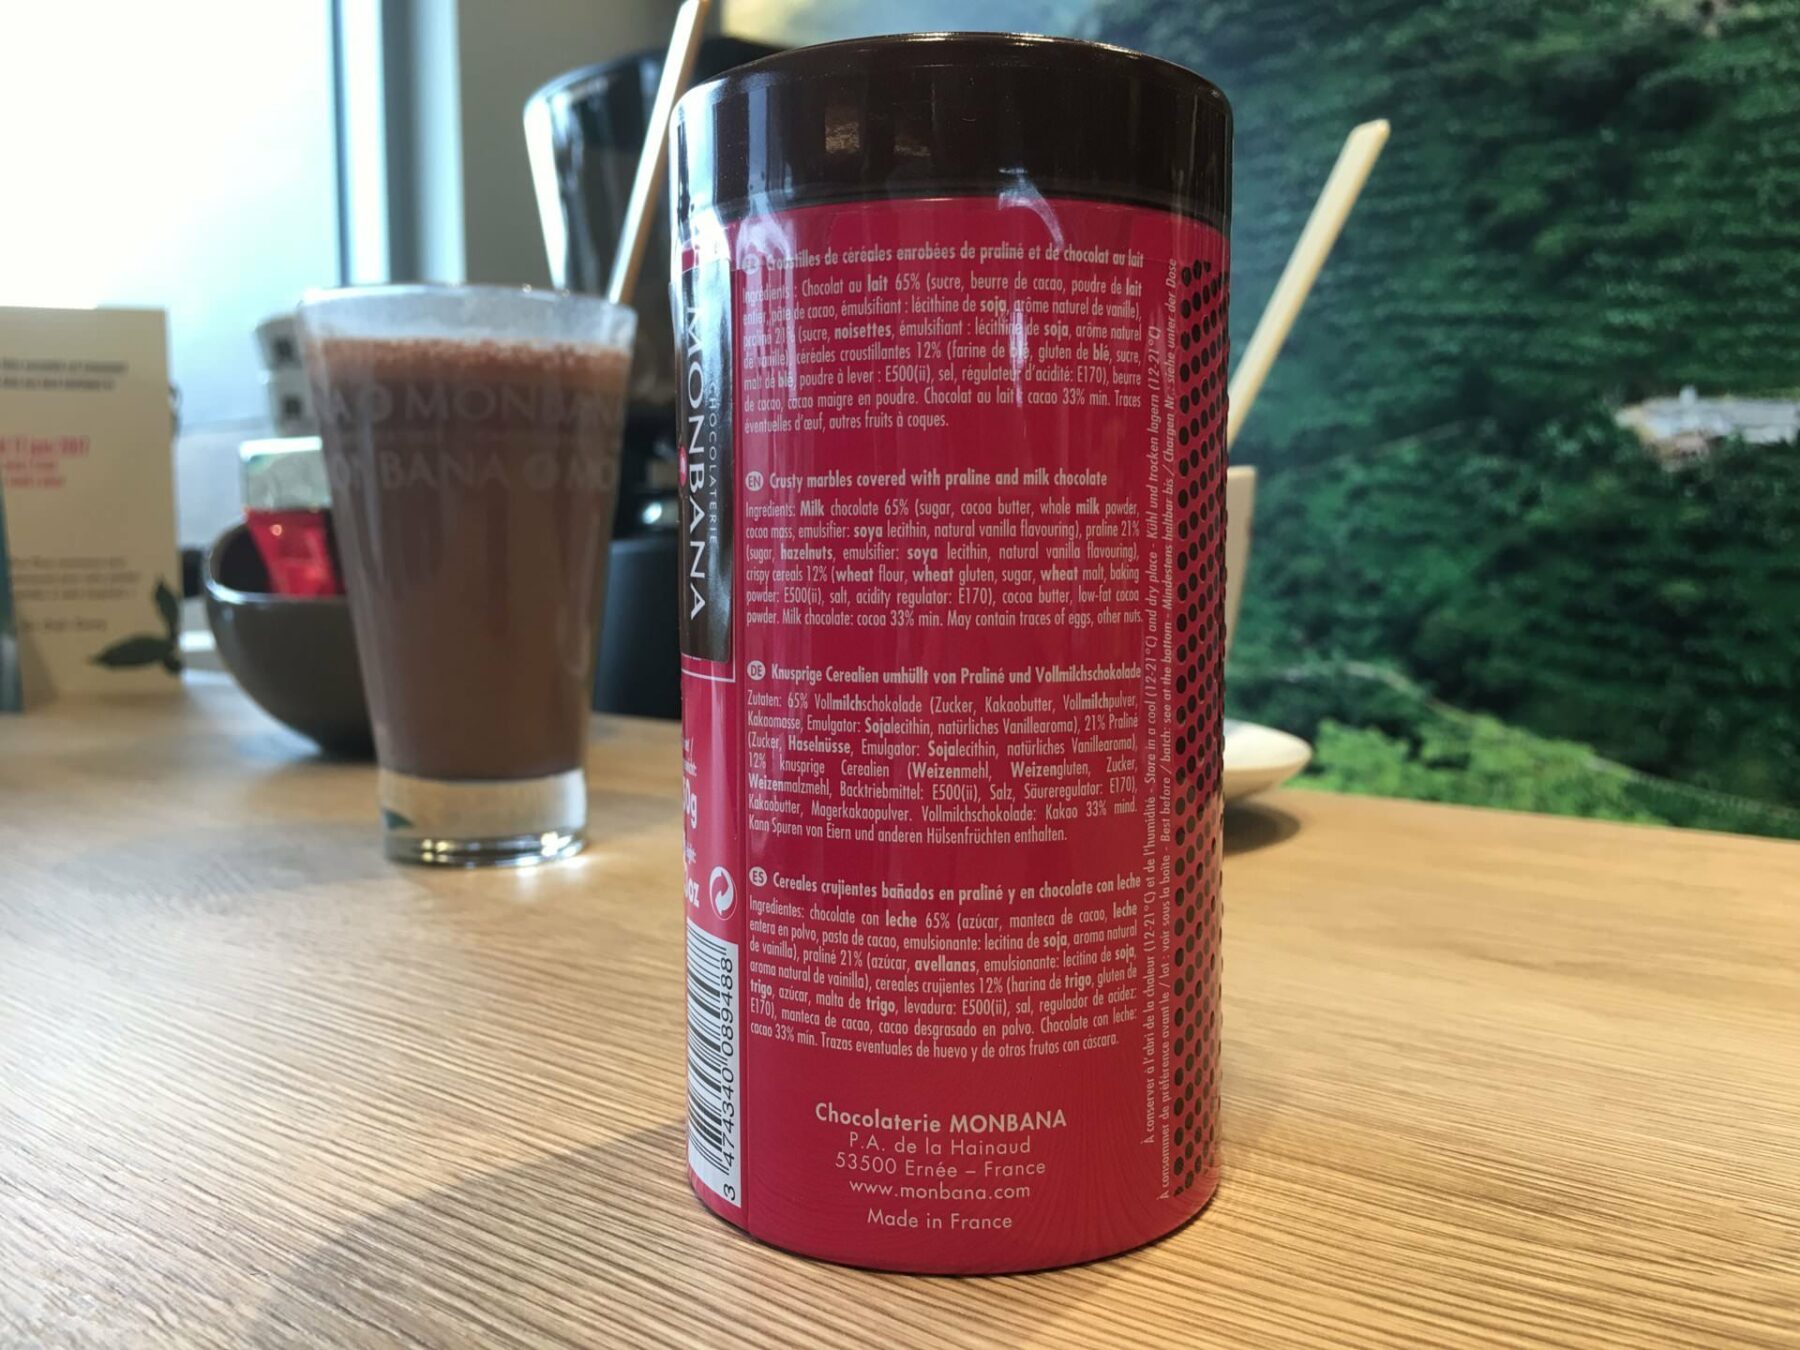 MONBANA
BANA
CHOCOLATERIE
MONBANA
de céréales enrobées de praliné et de chocolat au lait
Ingrédients : Chocolat au lait 65% (sucre, beurre de cacao, poudre de lait
entier, pâte de cacao, émulsifiant : lécithine de soja, arôme naturel de vanille),
praliné 21% (sucre, noisettes, émulsifiant : lécithine de soja, arôme naturel
de vanille), céréales croustillantes 12% (farine de blé, gluten de blé, sucre,
malt de blé, poudre à lever : E500(ii), sel, régulateur d'acidité: E170), beurre
de cacao, cacao maigre en poudre. Chocolat au lait : cacao 33% min. Traces
éventuelles d'œuf, autres fruits à coques.
EN Crusty marbles covered with praline and milk chocolate
Ingredients: Milk chocolate 65% (sugar, cocoa butter, whole milk powder,
cocoa mass, emulsifier: soya lecithin, natural vanilla flavouring), praline 21%
(sugar, hazelnuts, emulsifier: soya lecithin, natural vanilla flavouring),
crispy cereals 12% (wheat flour, wheat gluten, sugar, wheat malt, baking
powder: E500(ii), salt, acidity regulator: E170), cocoa butter, low-fat cocoa
powder. Milk chocolate: cocoa 33% min. May contain traces of eggs, other nuts.
DE Knusprige Cerealien umhüllt von Praliné und Vollmilchschokolade
Zutaten: 65% Vollmilchschokolade (Zucker, Kakaobutter, Vollmilchpulver,
Kakaomasse, Emulgator: Sojalecithin, natürliches Vanillearoma), 21% Praliné
(Zucker, Haselnüsse, Emulgator: Sojalecithin, natürliches Vanillearoma),
12% knusprige Cerealien (Weizenmehl, Weizengluten, Zucker,
Weizenmalzmehl, Backtriebmittel: E500(ii), Salz, Säureregulator: E170),
Kakaobutter, Magerkakaopulver. Vollmilchschokolade: Kakao 33% mind.
Kann Spuren von Eiern und anderen Hülsenfrüchten enthalten.
ES Cereales crujientes bañados en praliné y en chocolate con leche
Ingredientes: chocolate con leche 65% (azúcar, manteca de cacao, leche
entera en polvo, pasta de cacao, emulsionante: lecitina de soja, aroma natural
de vainilla), praliné 21% (azúcar, avellanas, emulsionante: lecitina de soja,
aroma natural de vainilla), cereales crujientes 12% (harina de trigo, gluten de
trigo, azúcar, malta de trigo, levadura: E500(ii), sal, regulador de acidez:
E170), manteca de cacao, cacao desgrasado en polvo. Chocolate con leche:
cacao 33% min. Trazas eventuales de huevo y de otros frutos con cáscara.
Chocolaterie MONBANA
P.A. de la Hainaud
53500 Ernée – France
www.monbana.com
Made in France
À conserver à l'abri de la chaleur (12-21°C) et de l'humidité - Store in a cool (12-21°C) and dry place - Kühl und trocken lagern (12-21°C)
A consommer de préférence avant le / lot : voir sous la boîte - Best before / batch: see at the bottom - Mindestens haltbar bis / Chargen Nr.: siehe unter der Dose
oz
3 474340 089488